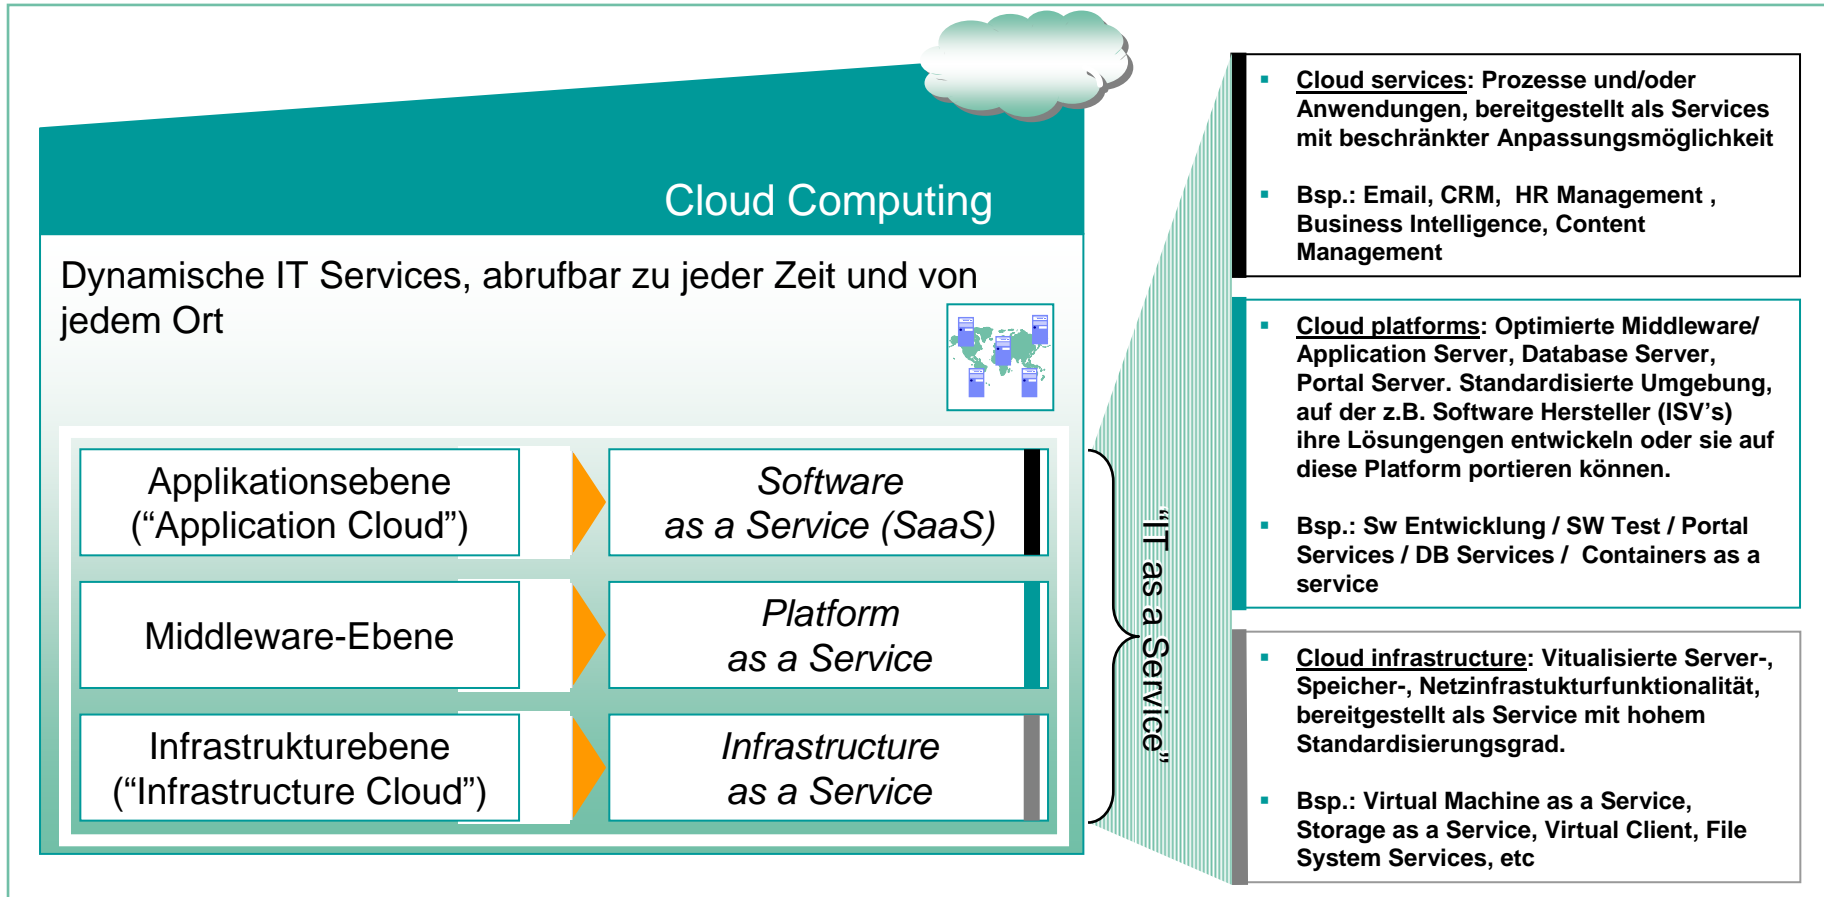 Cloud Computing
Dynamische IT Services, abrufbar zu jeder Zeit und von
jedem Ort
Applikationsebene
(“Application Cloud”)
Software
as a Service (SaaS)
Middleware-Ebene
Platform
as a Service
Infrastrukturebene
(“Infrastructure Cloud”)
Infrastructure
as a Service
“IT as a Service”
▪ Cloud services: Prozesse und/oder
Anwendungen, bereitgestellt als Services
mit beschränkter Anpassungsmöglichkeit
▪ Bsp.: Email, CRM, HR Management ,
Business Intelligence, Content
Management
▪ Cloud platforms: Optimierte Middleware/
Application Server, Database Server,
Portal Server. Standardisierte Umgebung,
auf der z.B. Software Hersteller (ISV’s)
ihre Lösungengen entwickeln oder sie auf
diese Platform portieren können.
▪ Bsp.: Sw Entwicklung / SW Test / Portal
Services / DB Services / Containers as a
service
▪ Cloud infrastructure: Vitualisierte Server-,
Speicher-, Netzinfrastukturfunktionalität,
bereitgestellt als Service mit hohem
Standardisierungsgrad.
▪ Bsp.: Virtual Machine as a Service,
Storage as a Service, Virtual Client, File
System Services, etc